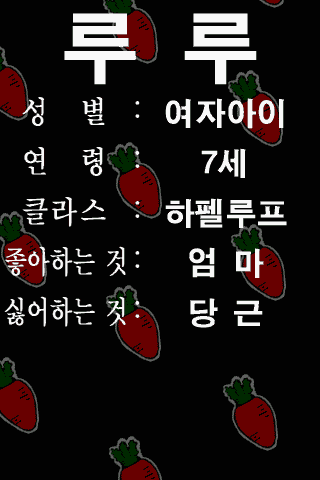 루 루
성 별 : 여자아이
연 령 : 7세
클라스 : 하펠루프
좋아하는 것 : 엄 마
싫어하는 것 : 당 근